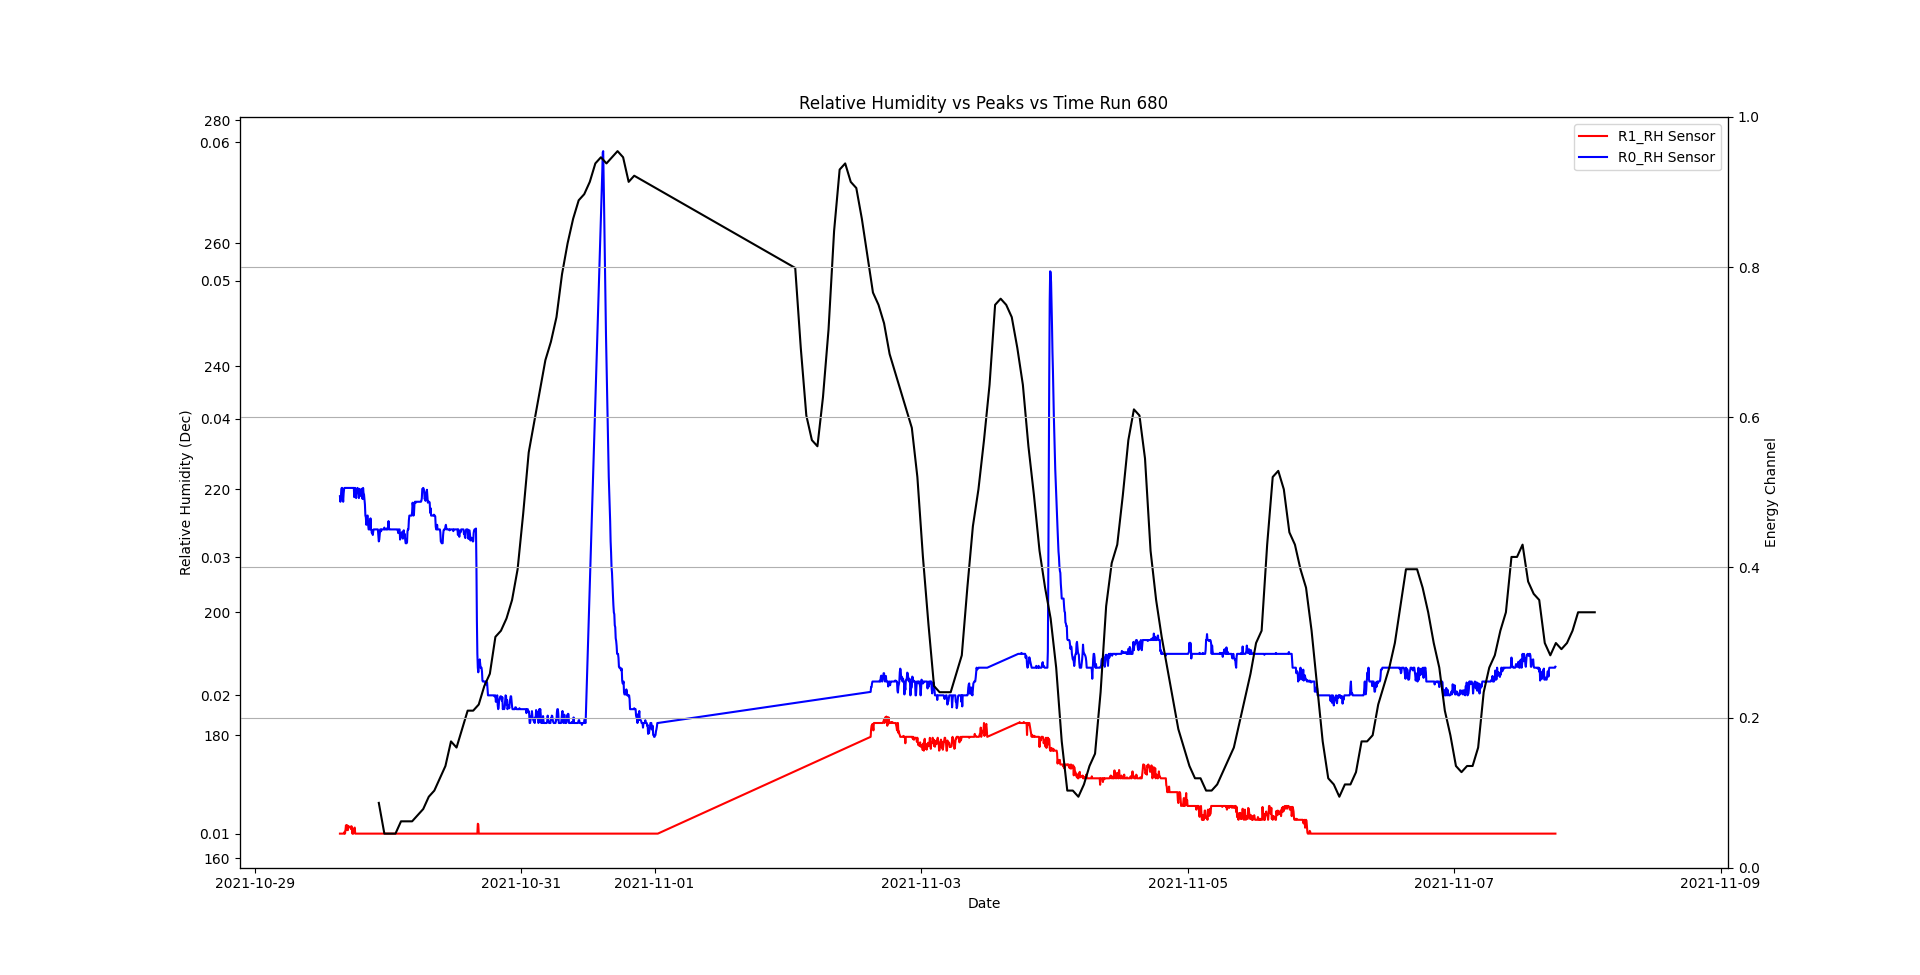 Relative Humidity vs Peaks vs Time Run 680
280
0.06
260
0.05
240
0.04
220
0.03
200
0.02
180
0.01
160
Relative Humidity (Dec)
R1_RH Sensor
R0_RH Sensor
1.0
0.8
0.6
0.4
0.2
0.0
Energy Channel
2021-10-29 2021-10-31 2021-11-01 2021-11-03 2021-11-05 2021-11-07 2021-11-09
Date